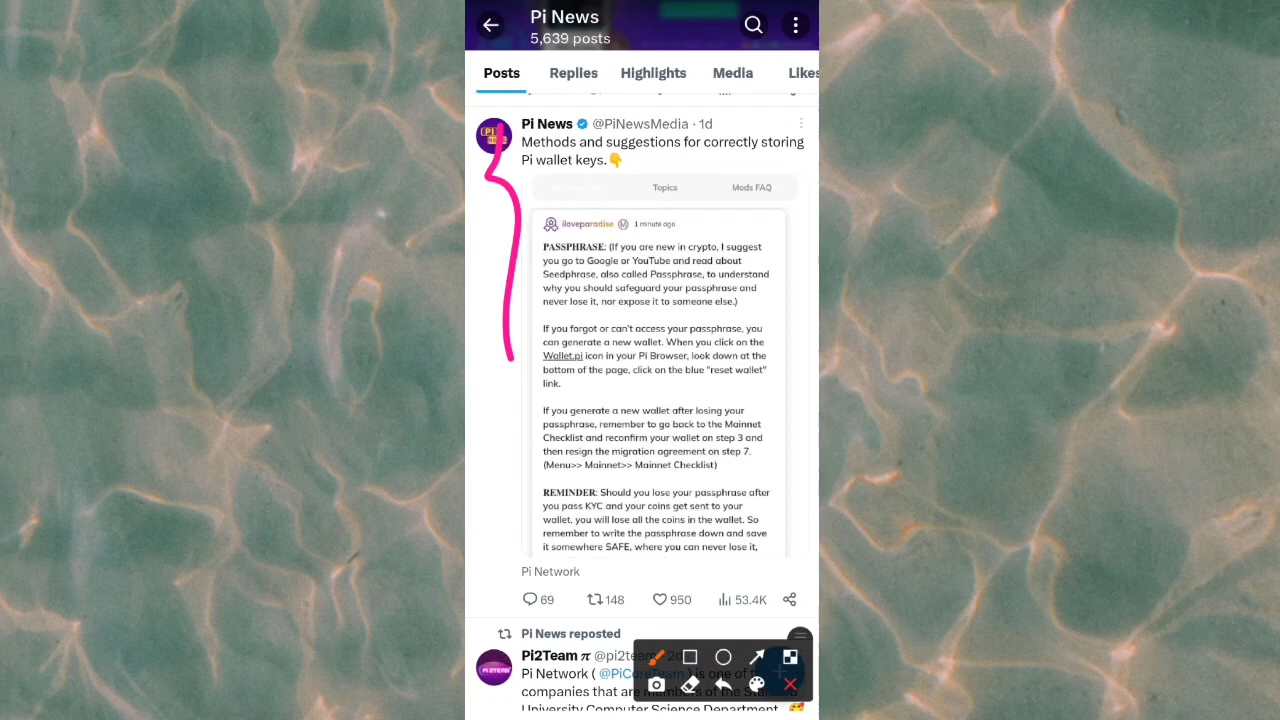 Pi News
5,639 posts
Posts Replies Highlights Media Likes
Pi News @PiNewsMedia · 1d
Methods and suggestions for correctly storing
Pi wallet keys.👇
Topics Mods FAQ
iloveparadise M 1 minute ago
PASSPHRASE: (If you are new in crypto, I suggest
you go to Google or YouTube and read about
Seedphrase, also called Passphrase, to understand
why you should safeguard your passphrase and
never lose it, nor expose it to someone else.)
If you forgot or can't access your passphrase, you
can generate a new wallet. When you click on the
Wallet.pi icon in your Pi Browser, look down at the
bottom of the page, click on the blue "reset wallet"
link.
If you generate a new wallet after losing your
passphrase, remember to go back to the Mainnet
Checklist and reconfirm your wallet on step 3 and
then resign the migration agreement on step 7.
(Menu>> Mainnet>> Mainnet Checklist)
REMINDER: Should you lose your passphrase after
you pass KYC and your coins get sent to your
wallet, you will lose all the coins in the wallet. So
remember to write the passphrase down and save
it somewhere SAFE, where you can never lose it,
Pi Network
69 148 950 53.4K
Pi News reposted
Pi2Team π @pi2team
Pi Network ( @PiCoreTeam ) is one of
companies that are members of the
University Computer Science Department